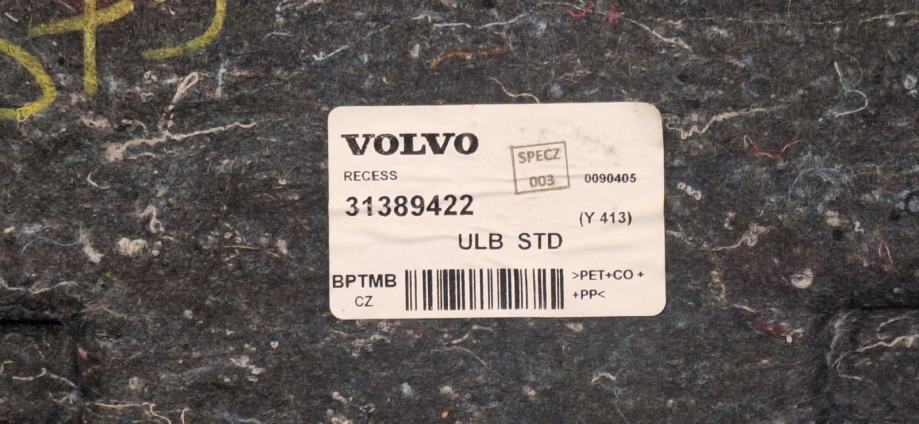 VOLVO
RECESS
SPECZ
003
0090405
31389422
(Y 413)
ULB STD
BPTMB
CZ
>PET+CO +
+PP<